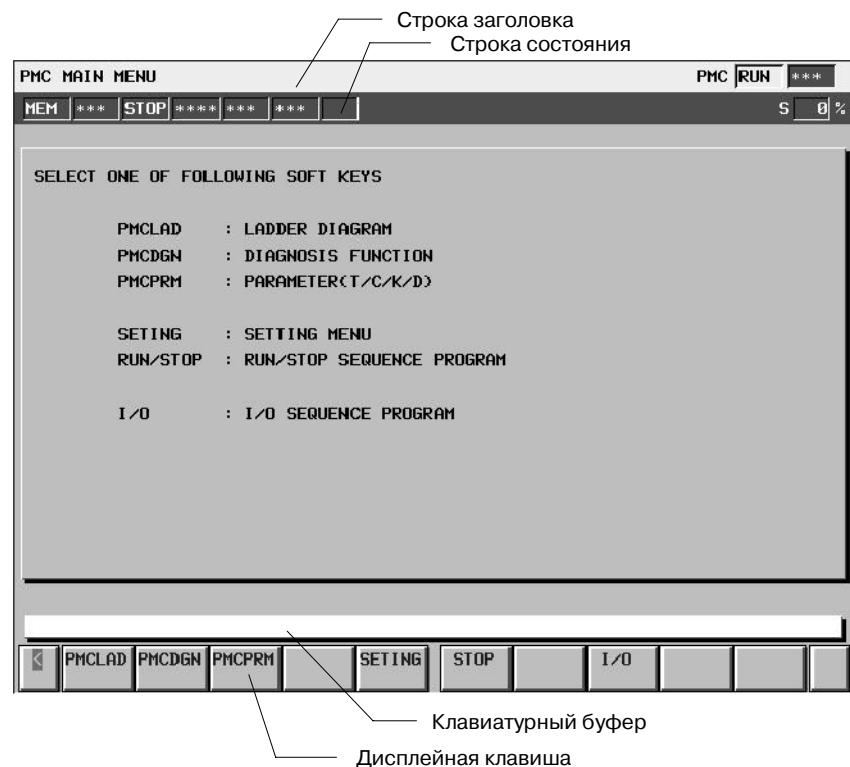 Строка заголовка
Строка состояния
PMC MAIN MENU PMC RUN ***
MEM *** STOP **** *** *** S 0 %
SELECT ONE OF FOLLOWING SOFT KEYS
PMCLAD : LADDER DIAGRAM
PMCDGN : DIAGNOSIS FUNCTION
PMCPRM : PARAMETER(T/C/K/D)
SETING : SETTING MENU
RUN/STOP : RUN/STOP SEQUENCE PROGRAM
I/O : I/O SEQUENCE PROGRAM
< PMCLAD PMCDGN PMCPRM SETING STOP I/O
Клавиатурный буфер
Дисплейная клавиша